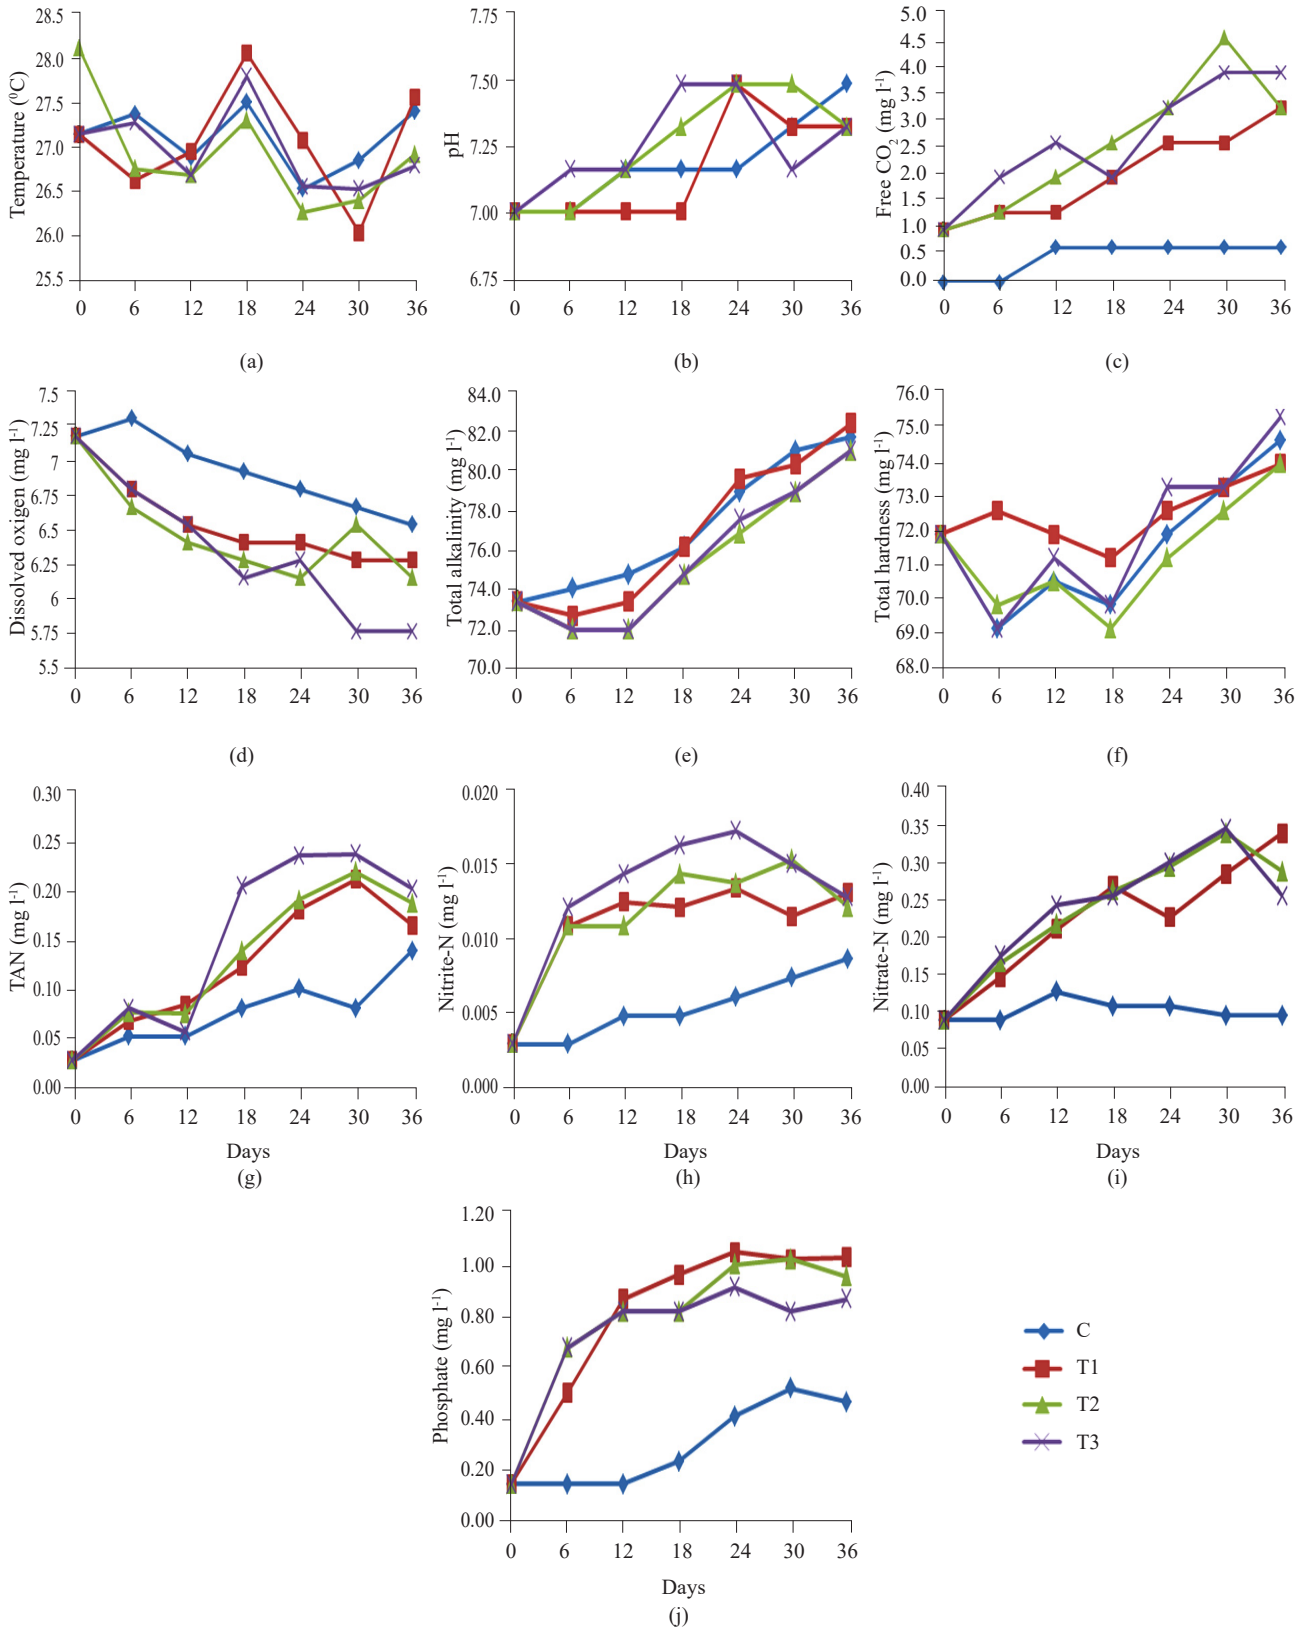 28.5
28.0
27.5
27.0
26.5
26.0
25.5
Temperature (⁰C)
0 6 12 18 24 30 36
(a)
7.75
7.50
7.25
7.00
6.75
pH
0 6 12 18 24 30 36
(b)
5.0
4.5
4.0
3.5
3.0
2.5
2.0
1.5
1.0
0.5
0.0
Free CO₂ (mg l⁻¹)
0 6 12 18 24 30 36
(c)
7.5
7.25
7
6.75
6.5
6.25
6
5.75
5.5
Dissolved oxigen (mg l⁻¹)
0 6 12 18 24 30 36
(d)
84.0
82.0
80.0
78.0
76.0
74.0
72.0
70.0
Total alkalinity (mg l⁻¹)
0 6 12 18 24 30 36
(e)
76.0
75.0
74.0
73.0
72.0
71.0
70.0
69.0
68.0
Total hardness (mg l⁻¹)
0 6 12 18 24 30 36
(f)
0.30
0.25
0.20
0.15
0.10
0.05
0.00
TAN (mg l⁻¹)
0 6 12 18 24 30 36
Days
(g)
0.020
0.015
0.010
0.005
0.000
Nitrite-N (mg l⁻¹)
0 6 12 18 24 30 36
Days
(h)
0.40
0.35
0.30
0.25
0.20
0.15
0.10
0.05
0.00
Nitrate-N (mg l⁻¹)
0 6 12 18 24 30 36
Days
(i)
1.20
1.00
0.80
0.60
0.40
0.20
0.00
Phosphate (mg l⁻¹)
0 6 12 18 24 30 36
Days
(j)
C
T1
T2
T3